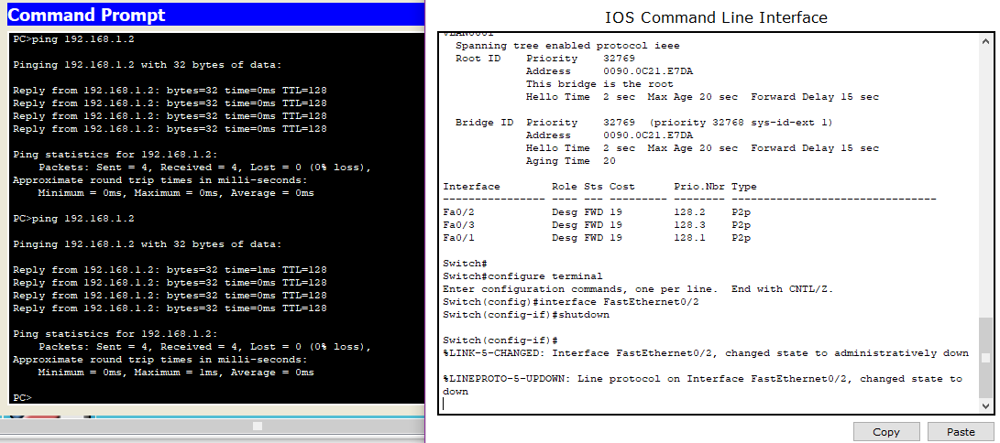 Command Prompt
PC>ping 192.168.1.2
Pinging 192.168.1.2 with 32 bytes of data:
Reply from 192.168.1.2: bytes=32 time=0ms TTL=128
Reply from 192.168.1.2: bytes=32 time=0ms TTL=128
Reply from 192.168.1.2: bytes=32 time=0ms TTL=128
Reply from 192.168.1.2: bytes=32 time=0ms TTL=128
Ping statistics for 192.168.1.2:
Packets: Sent = 4, Received = 4, Lost = 0 (0% loss),
Approximate round trip times in milli-seconds:
Minimum = 0ms, Maximum = 0ms, Average = 0ms
PC>ping 192.168.1.2
Pinging 192.168.1.2 with 32 bytes of data:
Reply from 192.168.1.2: bytes=32 time=1ms TTL=128
Reply from 192.168.1.2: bytes=32 time=0ms TTL=128
Reply from 192.168.1.2: bytes=32 time=0ms TTL=128
Reply from 192.168.1.2: bytes=32 time=0ms TTL=128
Ping statistics for 192.168.1.2:
Packets: Sent = 4, Received = 4, Lost = 0 (0% loss),
Approximate round trip times in milli-seconds:
Minimum = 0ms, Maximum = 1ms, Average = 0ms
PC>
IOS Command Line Interface
VLAN0001
Spanning tree enabled protocol ieee
Root ID Priority 32769
Address 0090.0C21.E7DA
This bridge is the root
Hello Time 2 sec Max Age 20 sec Forward Delay 15 sec
Bridge ID Priority 32769 (priority 32768 sys-id-ext 1)
Address 0090.0C21.E7DA
Hello Time 2 sec Max Age 20 sec Forward Delay 15 sec
Aging Time 20
Interface Role Sts Cost Prio.Nbr Type
---------------- ---- --- --------- -------- --------------------------------
Fa0/2 Desg FWD 19 128.2 P2p
Fa0/3 Desg FWD 19 128.3 P2p
Fa0/1 Desg FWD 19 128.1 P2p
Switch#
Switch#configure terminal
Enter configuration commands, one per line. End with CNTL/Z.
Switch(config)#interface FastEthernet0/2
Switch(config-if)#shutdown
Switch(config-if)#
%LINK-5-CHANGED: Interface FastEthernet0/2, changed state to administratively down
%LINEPROTO-5-UPDOWN: Line protocol on Interface FastEthernet0/2, changed state to
down
Copy
Paste